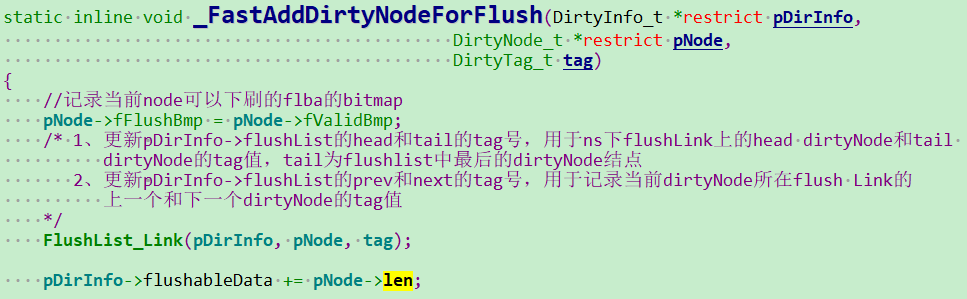 static inline void _FastAddDirtyNodeForFlush(DirtyInfo_t *restrict pDirInfo,
DirtyNode_t *restrict pNode,
DirtyTag_t tag)
{
//记录当前node可以下刷的flba的bitmap
pNode->fFlushBmp = pNode->fValidBmp;
/* 1、更新pDirInfo->flushList的head和tail的tag号，用于ns下flushLink上的head dirtyNode和tail
dirtyNode的tag值，tail为flushlist中最后的dirtyNode结点
2、更新pDirInfo->flushList的prev和next的tag号，用于记录当前dirtyNode所在flush Link的
上一个和下一个dirtyNode的tag值
*/
FlushList_Link(pDirInfo, pNode, tag);
pDirInfo->flushableData += pNode->len;